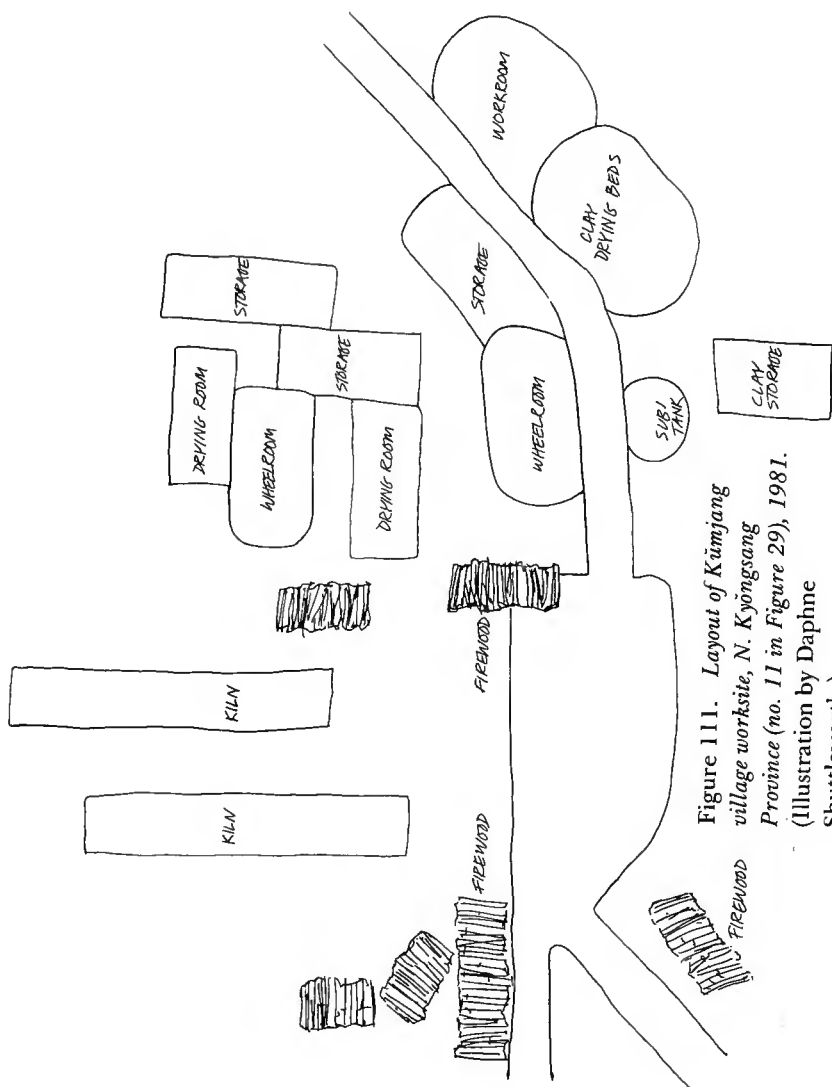 DRYING ROOM
STORAGE
KILN
KILN
WHEELROOM
STORAGE
DRYING ROOM
FIREWOOD
FIREWOOD
STORAGE
WORKROOM
WHEELROOM
CLAY
DRYING BEDS
SUBI
TANK
FIREWOOD
CLAY
STORAGE
Figure 111. Layout of Kŭmjang
village worksite, N. Kyŏngsang
Province (no. 11 in Figure 29), 1981.
(Illustration by Daphne